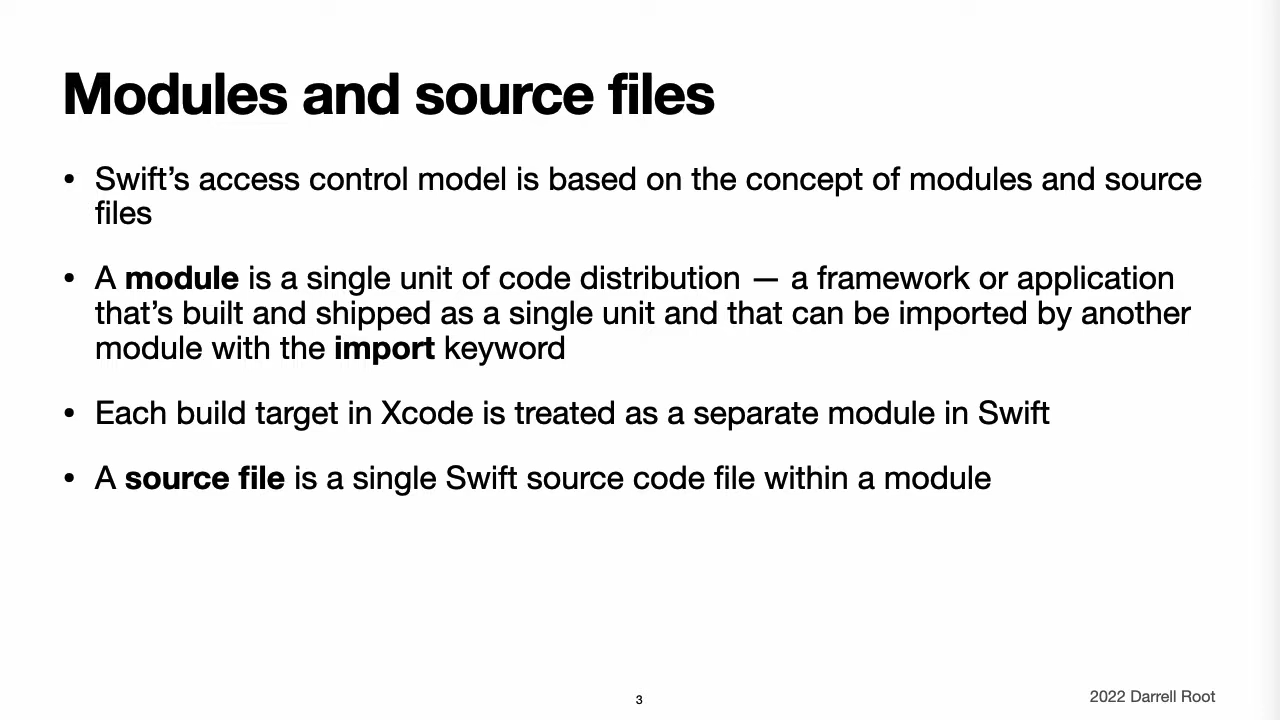 Modules and source files
• Swift’s access control model is based on the concept of modules and source
files
• A module is a single unit of code distribution — a framework or application
that’s built and shipped as a single unit and that can be imported by another
module with the import keyword
• Each build target in Xcode is treated as a separate module in Swift
• A source file is a single Swift source code file within a module
3
2022 Darrell Root